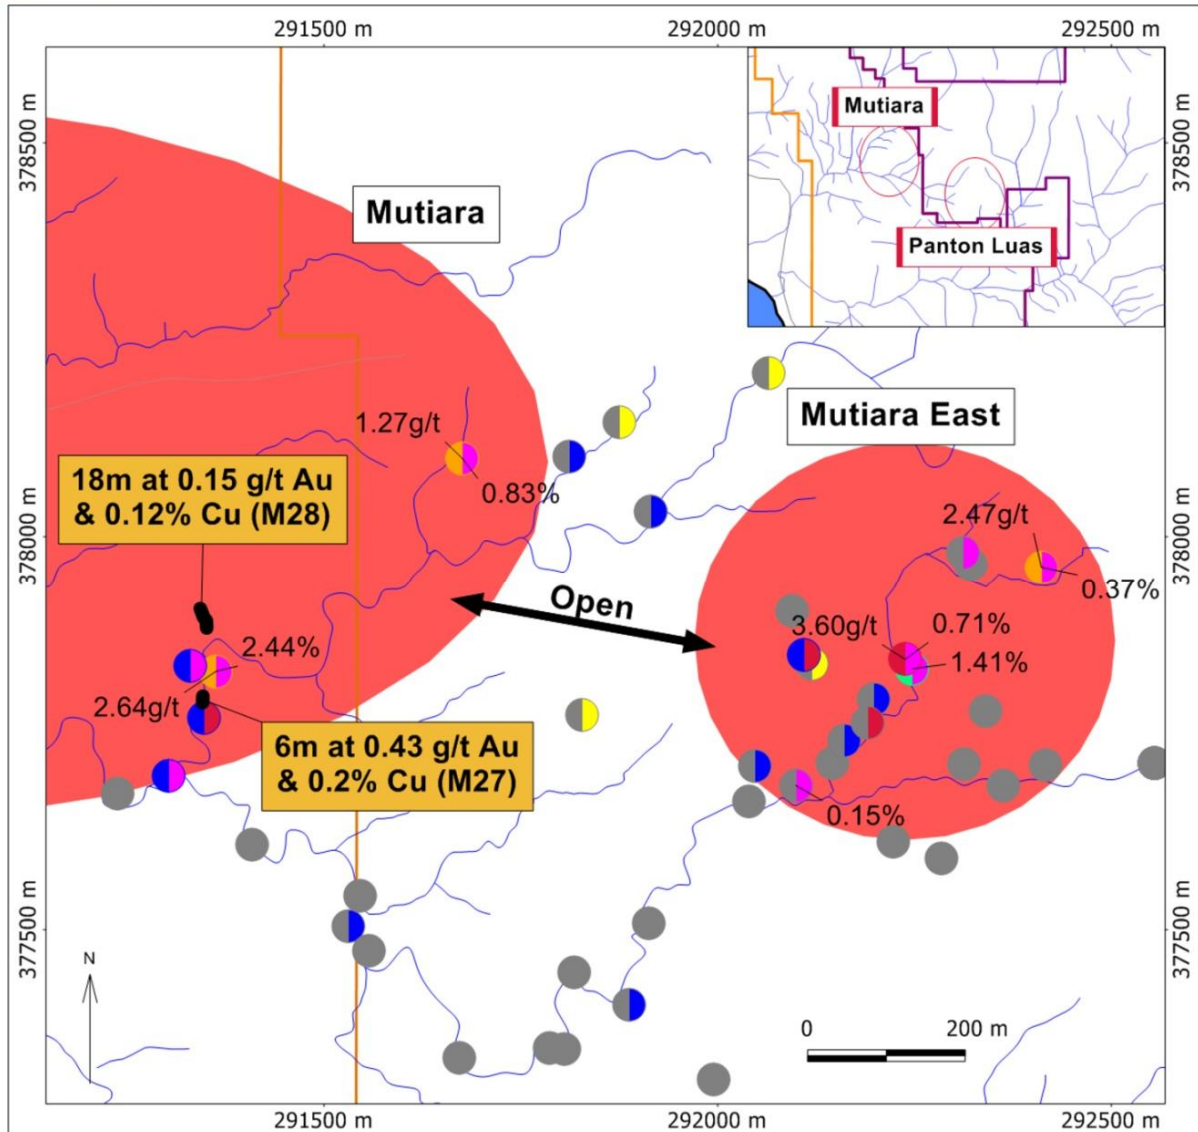 291500 m
292000 m
292500 m
378500 m
378500 m
Mutiara
Panton Luas
Mutiara
Mutiara East
1.27g/t
0.83%
18m at 0.15 g/t Au
& 0.12% Cu (M28)
2.47g/t
0.37%
378000 m
378000 m
Open
3.60g/t
0.71%
1.41%
2.44%
2.64g/t
6m at 0.43 g/t Au
& 0.2% Cu (M27)
0.15%
377500 m
377500 m
N
0
200 m
291500 m
292000 m
292500 m